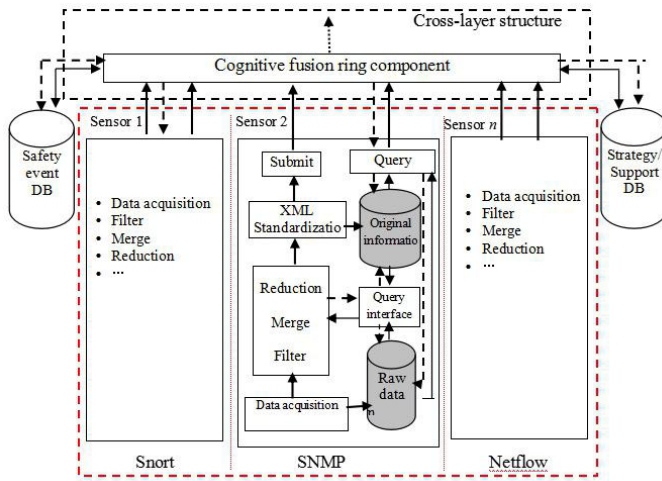 Cross-layer structure
Cognitive fusion ring component
Sensor 1
Sensor 2
Sensor n
Safety
event
DB
Strategy/
Support
DB
• Data acquisition
• Filter
• Merge
• Reduction
• ...
Submit
Query
XML
Standardizatio
Original
informatio
Reduction
Merge
Filter
Query
interface
Raw
data
Data acquisition
n
• Data acquisition
• Filter
• Merge
• Reduction
• ...
Snort
SNMP
Netflow